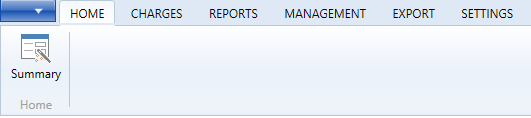 HOME CHARGES REPORTS MANAGEMENT EXPORT SETTINGS
Summary
Home